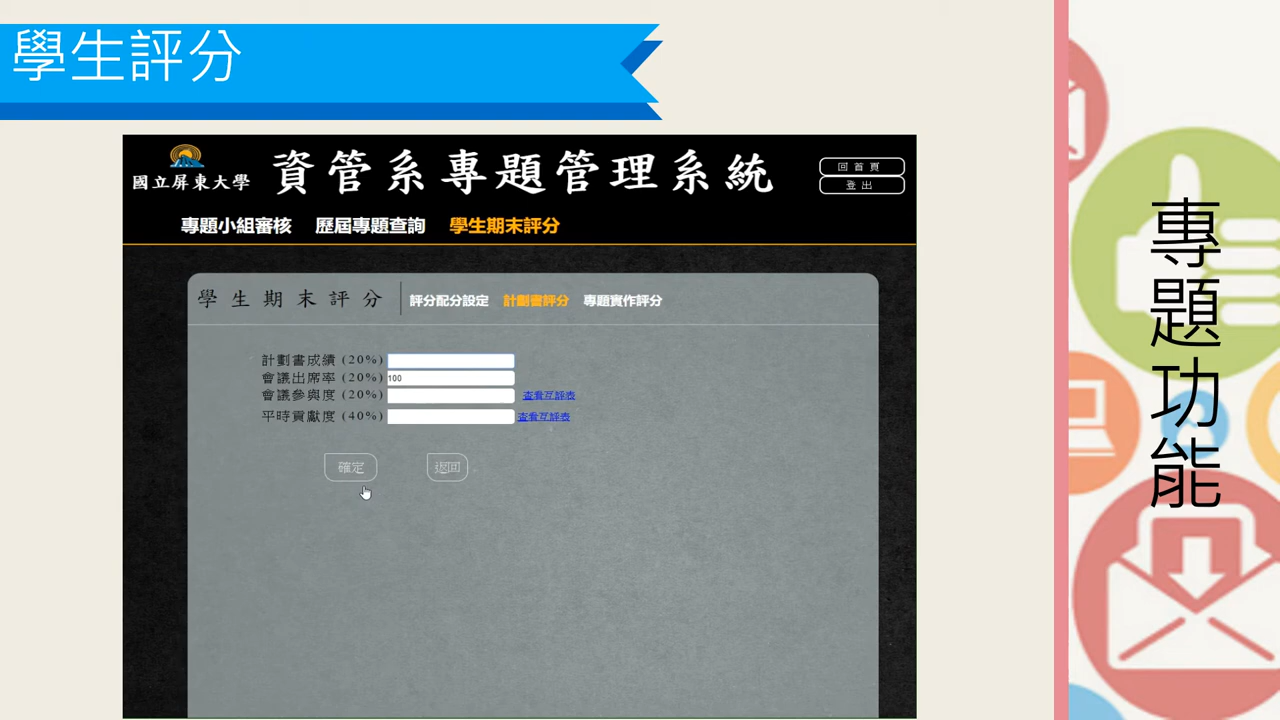 學生評分
國立屏東大學
資管系專題管理系統
回首頁
登出
專題小組審核 歷屆專題查詢 學生期末評分
學生期末評分 評分配分設定 計劃書評分 專題實作評分
計劃書成績 (20%)
會議出席率 (20%) 100
會議參與度 (20%) 查看互評表
平時貢獻度 (40%) 查看互評表
確定 返回
專題功能